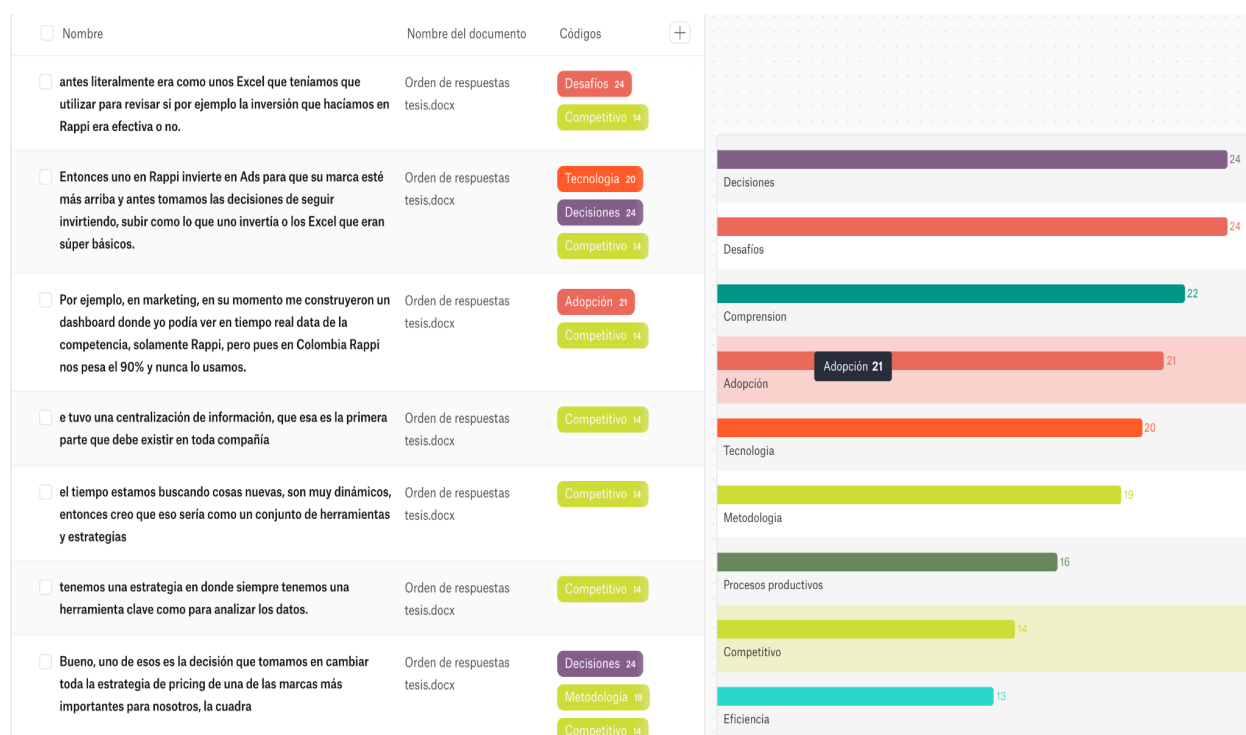 Nombre
Nombre del documento
Códigos
antes literalmente era como unos Excel que teníamos que
utilizar para revisar si por ejemplo la inversión que hacíamos en
Rappi era efectiva o no.
Orden de respuestas
tesis.docx
Desafíos 24
Competitivo 14
Entonces uno en Rappi invierte en Ads para que su marca esté
más arriba y antes tomamos las decisiones de seguir
invirtiendo, subir como lo que uno invertía o los Excel que eran
súper básicos.
Orden de respuestas
tesis.docx
Tecnologia 20
Decisiones 24
Competitivo 14
Por ejemplo, en marketing, en su momento me construyeron un
dashboard donde yo podía ver en tiempo real data de la
competencia, solamente Rappi, pero pues en Colombia Rappi
nos pesa el 90% y nunca lo usamos.
Orden de respuestas
tesis.docx
Adopción 21
Competitivo 14
e tuvo una centralización de información, que esa es la primera
parte que debe existir en toda compañía
Orden de respuestas
tesis.docx
Competitivo 14
el tiempo estamos buscando cosas nuevas, son muy dinámicos,
entonces creo que eso sería como un conjunto de herramientas
y estrategias
Orden de respuestas
tesis.docx
Competitivo 14
tenemos una estrategia en donde siempre tenemos una
herramienta clave como para analizar los datos.
Orden de respuestas
tesis.docx
Competitivo 14
Bueno, uno de esos es la decisión que tomamos en cambiar
toda la estrategia de pricing de una de las marcas más
importantes para nosotros, la cuadra
Orden de respuestas
tesis.docx
Decisiones 24
Metodologia 19
Competitivo 14
24
Decisiones
24
Desafíos
22
Comprension
21
Adopción 21
Adopción
20
Tecnologia
19
Metodologia
16
Procesos productivos
14
Competitivo
13
Eficiencia